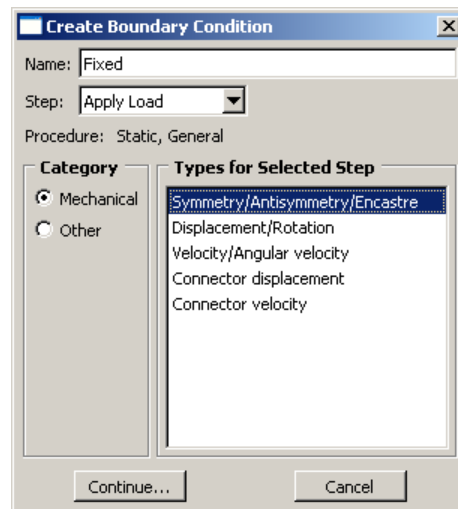 Create Boundary Condition
Name: Fixed
Step: Apply Load
Procedure: Static, General
Category
Mechanical
Other
Types for Selected Step
Symmetry/Antisymmetry/Encastre
Displacement/Rotation
Velocity/Angular velocity
Connector displacement
Connector velocity
Continue... Cancel